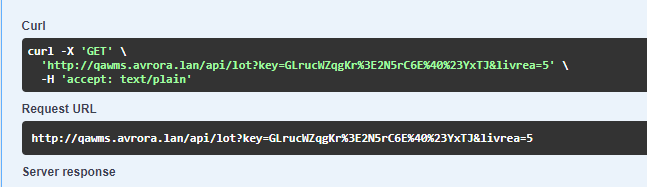 Curl
curl -X 'GET' \
'http://qawms.avrora.lan/api/lot?key=GLrucWZqgKr%3E2N5rC6E%40%23YxTJ&livrea=5' \
-H 'accept: text/plain'
Request URL
http://qawms.avrora.lan/api/lot?key=GLrucWZqgKr%3E2N5rC6E%40%23YxTJ&livrea=5
Server response